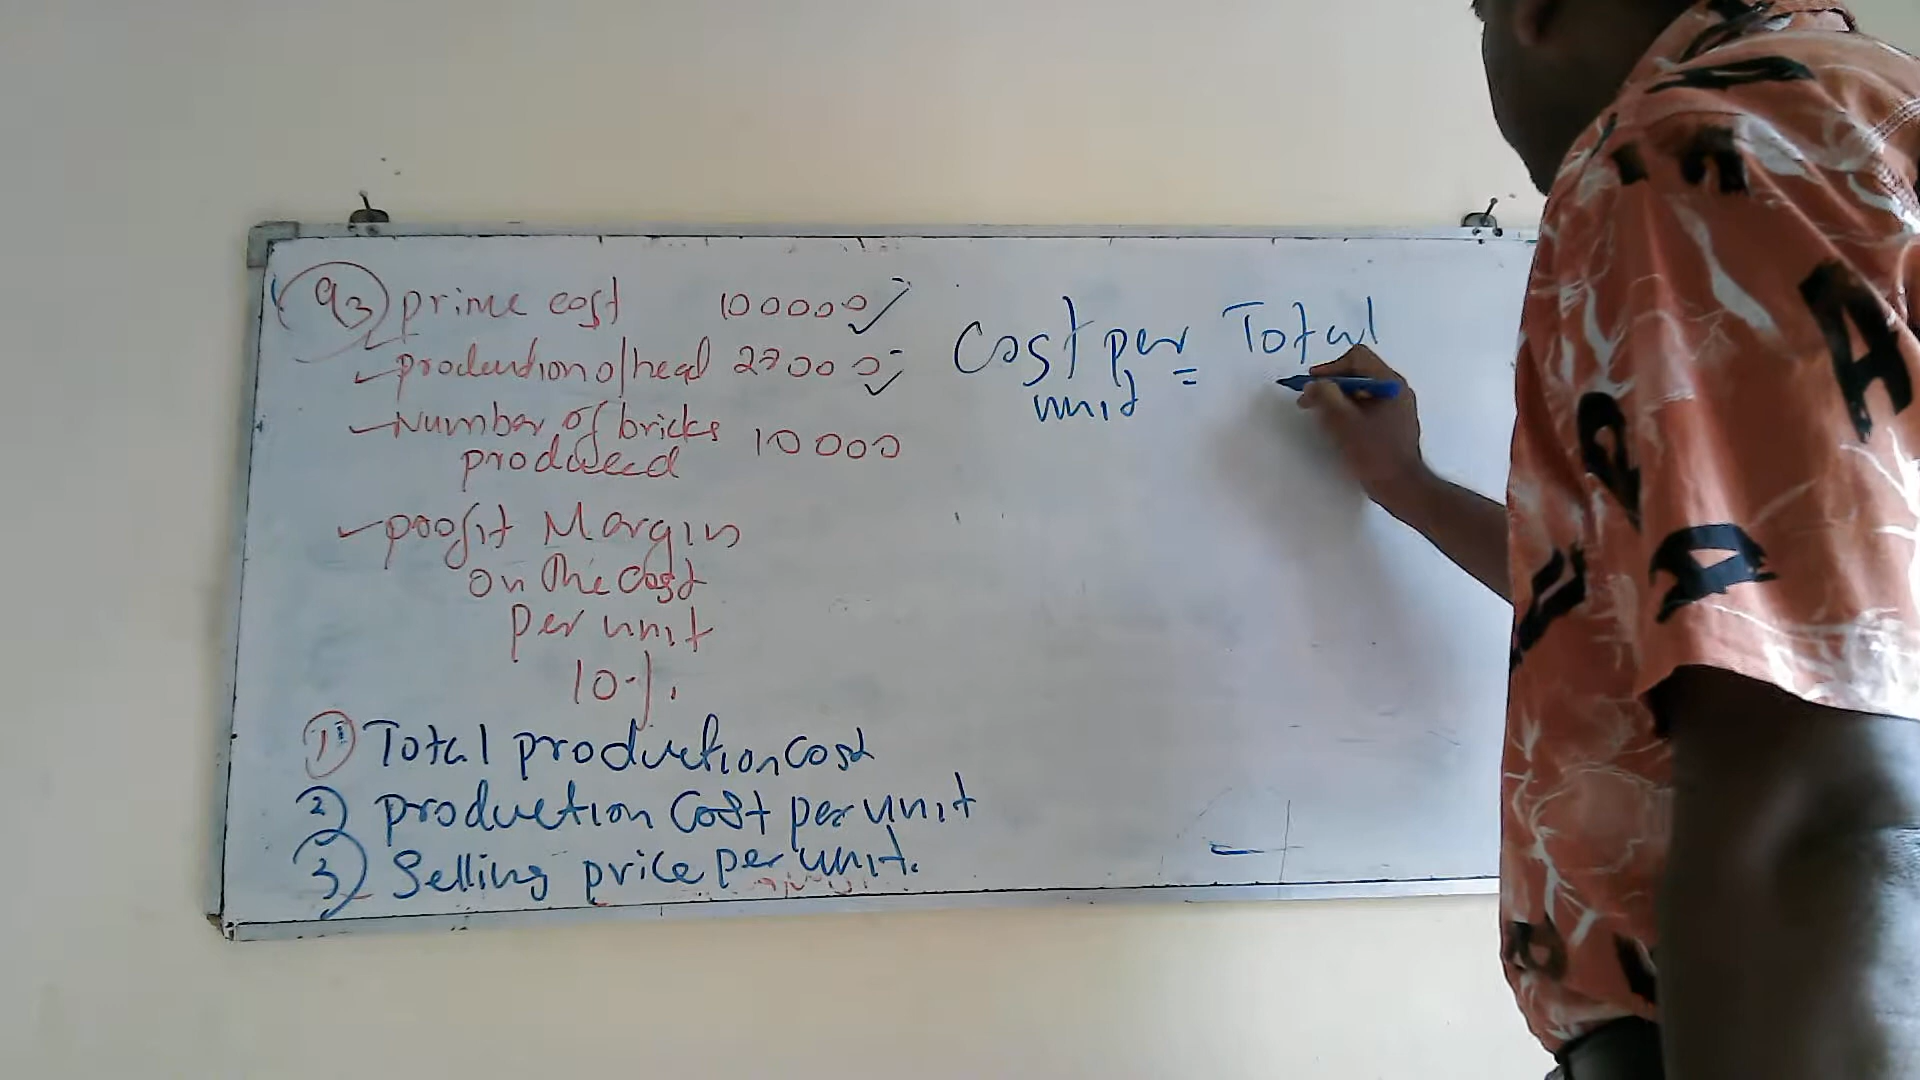 Q3 prime cost 100000/=
production o/head 27000/=
Number of bricks
produced 10000
profit Margin
on the cost
per unit
10%.
1 Total production cost
2 production Cost per unit
3 Selling price per unit.
Cost per = Total
unit